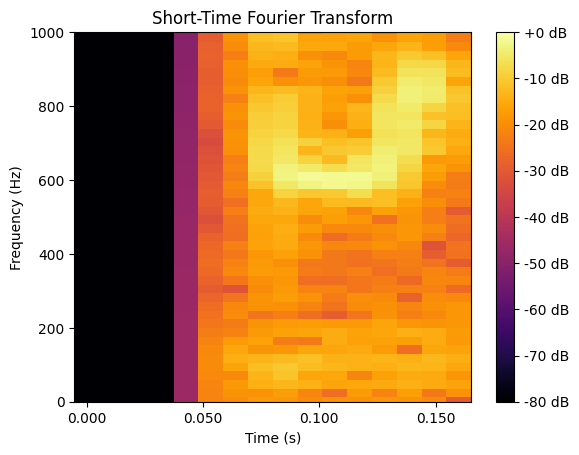 Short-Time Fourier Transform
1000
800
600
400
200
0
Frequency (Hz)
0.000
0.050
0.100
0.150
Time (s)
+0 dB
-10 dB
-20 dB
-30 dB
-40 dB
-50 dB
-60 dB
-70 dB
-80 dB